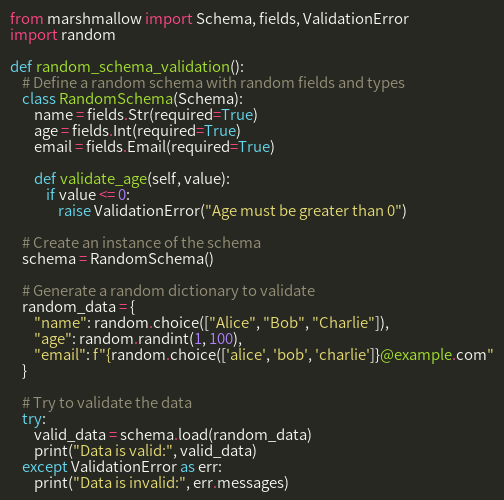 from marshmallow import Schema, fields, ValidationError
import random

def random_schema_validation():
    # Define a random schema with random fields and types
    class RandomSchema(Schema):
        name = fields.Str(required=True)
        age = fields.Int(required=True)
        email = fields.Email(required=True)

        def validate_age(self, value):
            if value <= 0:
                raise ValidationError("Age must be greater than 0")

    # Create an instance of the schema
    schema = RandomSchema()

    # Generate a random dictionary to validate
    random_data = {
        "name": random.choice(["Alice", "Bob", "Charlie"]),
        "age": random.randint(1, 100),
        "email": f"{random.choice(['alice', 'bob', 'charlie']}@example.com"
    }

    # Try to validate the data
    try:
        valid_data = schema.load(random_data)
        print("Data is valid:", valid_data)
    except ValidationError as err:
        print("Data is invalid:", err.messages)